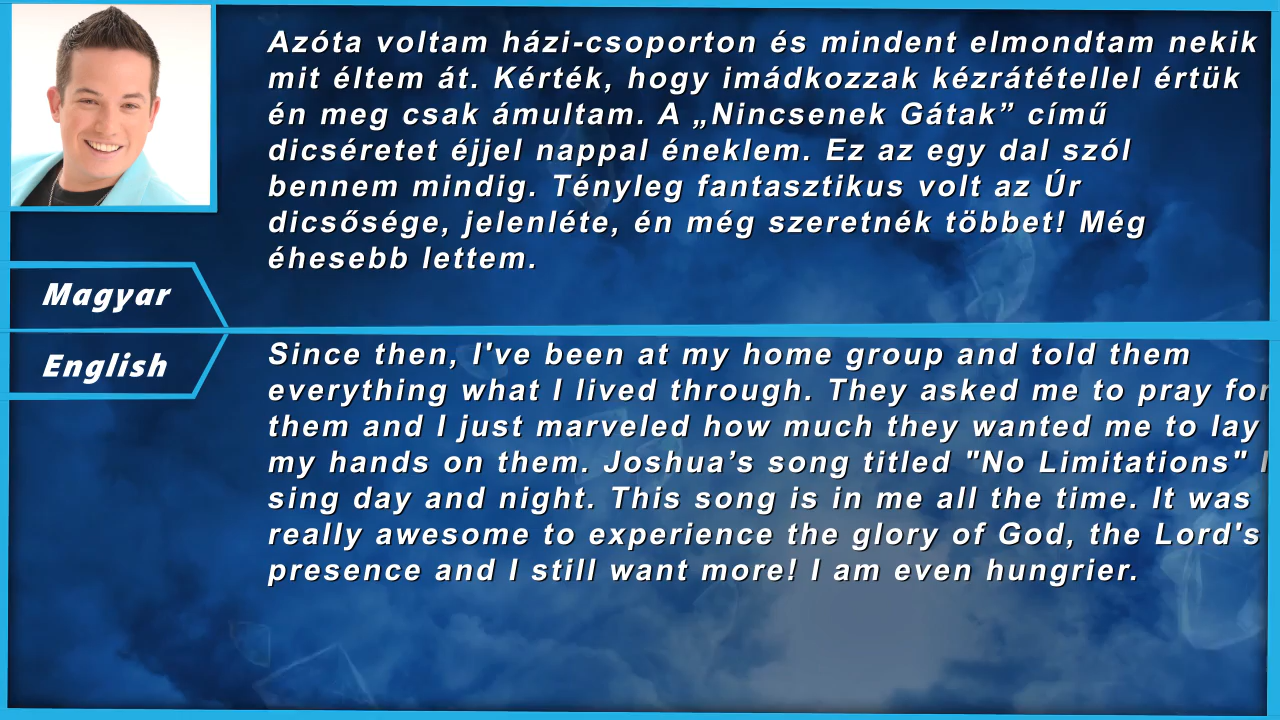 Azóta voltam házi-csoporton és mindent elmondtam nekik
mit éltem át. Kérték, hogy imádkozzak kézrátétellel értük
én meg csak ámultam. A „Nincsenek Gátak” című
dicséretet éjjel nappal éneklem. Ez az egy dal szól
bennem mindig. Tényleg fantasztikus volt az Úr
dicsősége, jelenléte, én még szeretnék többet! Még
éhesebb lettem.
Magyar
English
Since then, I've been at my home group and told them
everything what I lived through. They asked me to pray for
them and I just marveled how much they wanted me to lay
my hands on them. Joshua’s song titled "No Limitations" I
sing day and night. This song is in me all the time. It was
really awesome to experience the glory of God, the Lord's
presence and I still want more! I am even hungrier.